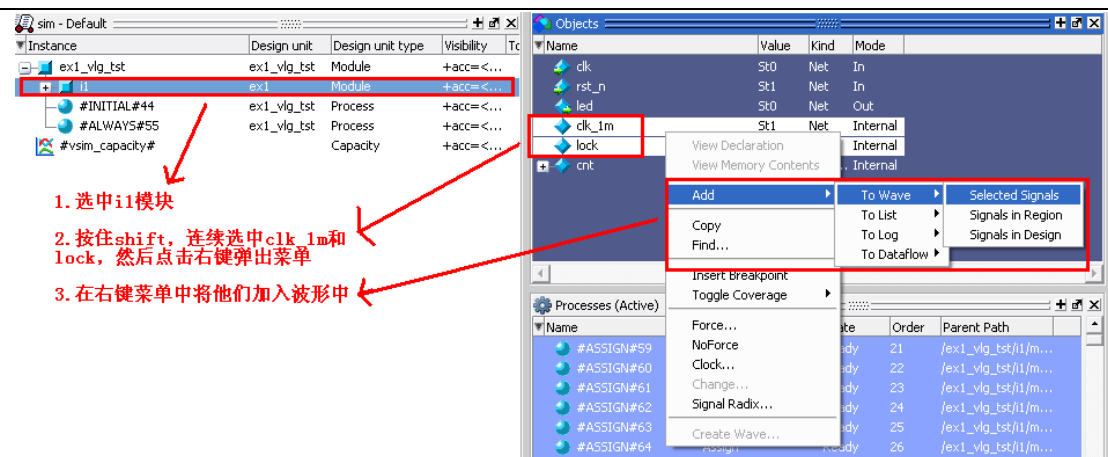 sim - Default
Instance Design unit Design unit type Visibility
ex1_vlg_tst ex1_vlg_tst Module +acc=<...
i1 ex1 Module +acc=<...
#INITIAL#44 ex1_vlg_tst Process +acc=<...
#ALWAYS#55 ex1_vlg_tst Process +acc=<...
#vsim_capacity# Capacity +acc=<...
1.选中i1模块
2.按住shift，连续选中clk_1m和
lock，然后点击右键弹出菜单
3.在右键菜单中将他们加入波形中
Objects
Name Value Kind Mode
clk St0 Net In
rst_n St1 Net In
led St0 Net Out
clk_1m St1 Net Internal
lock Internal
cnt Internal
View Declaration
View Memory Contents
Add
Copy
Find...
Insert Breakpoint
Toggle Coverage
Force...
NoForce
Clock...
Change...
Signal Radix...
Create Wave...
To Wave
To List
To Log
To Dataflow
Selected Signals
Signals in Region
Signals in Design
Processes (Active)
Name Order Parent Path
#ASSIGN#59 21 /ex1_vlg_tst/i1/m...
#ASSIGN#60 22 /ex1_vlg_tst/i1/m...
#ASSIGN#61 23 /ex1_vlg_tst/i1/m...
#ASSIGN#62 24 /ex1_vlg_tst/i1/m...
#ASSIGN#63 25 /ex1_vlg_tst/i1/m...
#ASSIGN#64 Assign Ready 26 /ex1_vlg_tst/i1/m...